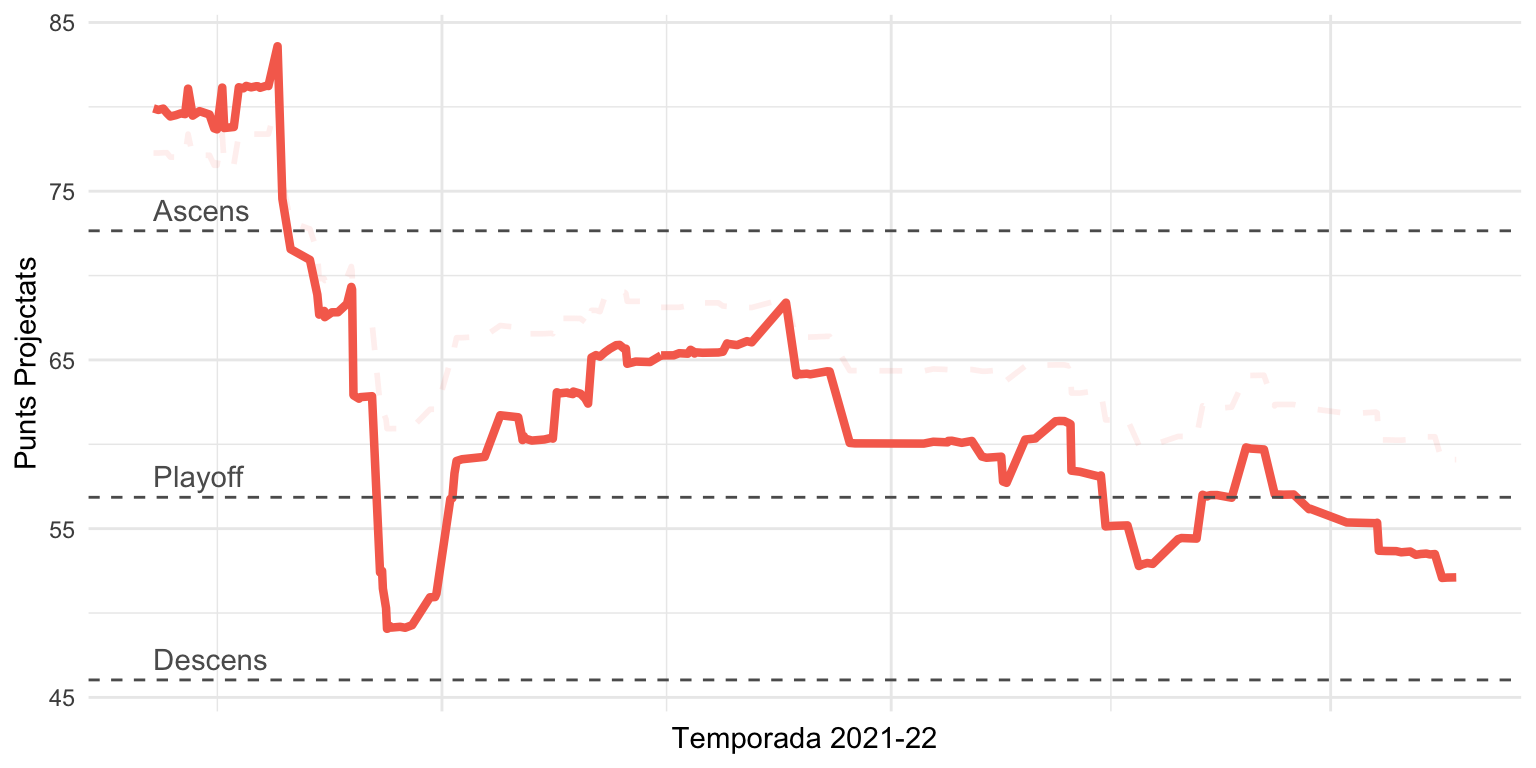 85
75
65
55
45
Punts Projectats
Ascens
Playoff
Descens
Temporada 2021-22